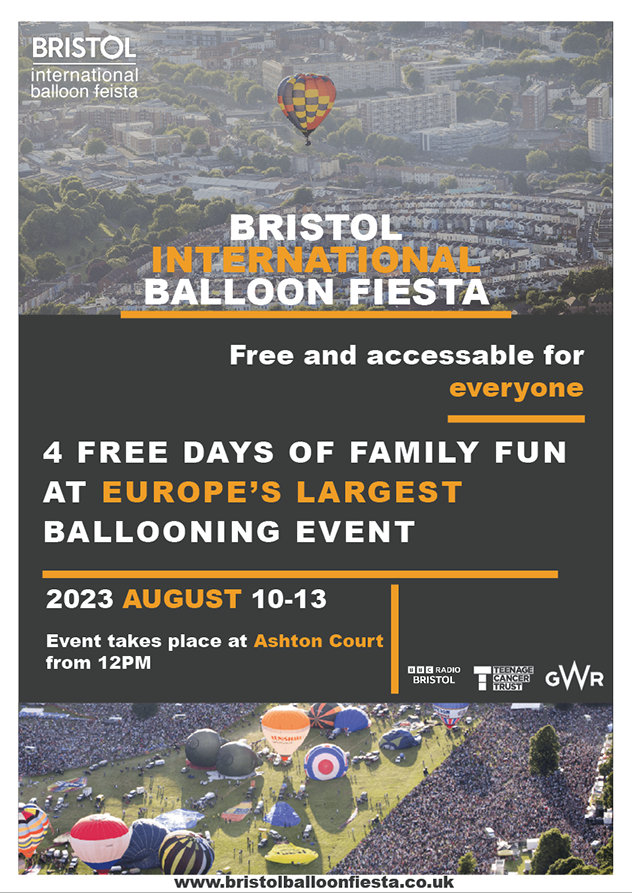 BRISTOL
international
balloon feista
BRISTOL
INTERNATIONAL
BALLOON FIESTA
Free and accessable for
everyone
4 FREE DAYS OF FAMILY FUN
AT EUROPE'S LARGEST
BALLOONING EVENT
2023 AUGUST 10-13
Event takes place at Ashton Court
from 12PM
BBC RADIO
BRISTOL
TEENAGE
CANCER
TRUST
GWR
www.bristolballoonfiesta.co.uk